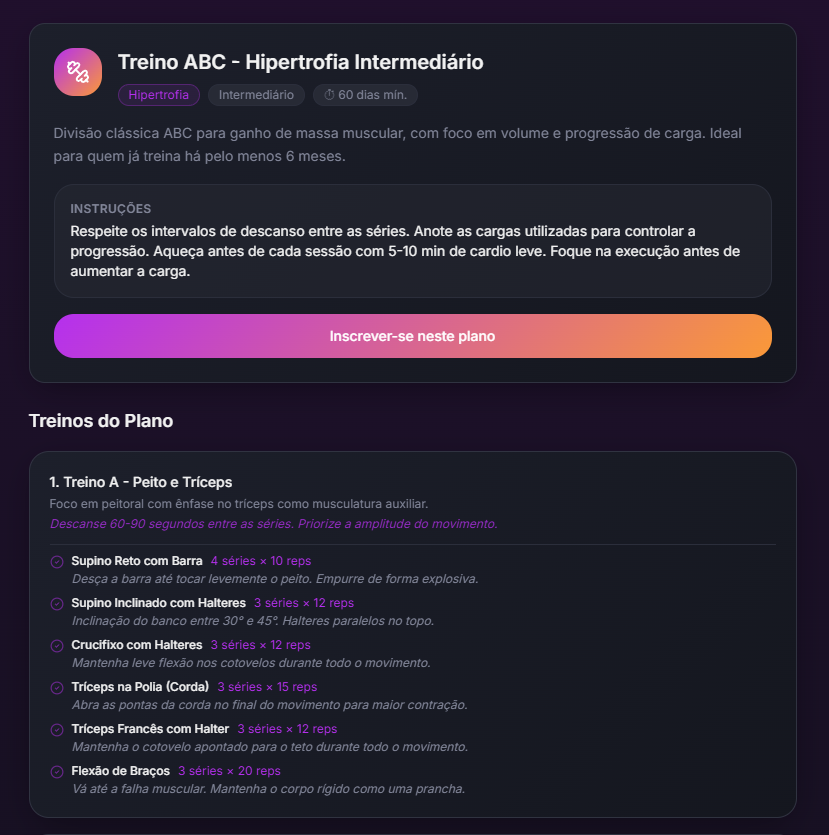 Treino ABC - Hipertrofia Intermediário
Hipertrofia
Intermediário
⏱ 60 dias mín.
Divisão clássica ABC para ganho de massa muscular, com foco em volume e progressão de carga. Ideal
para quem já treina há pelo menos 6 meses.
INSTRUÇÕES
Respeite os intervalos de descanso entre as séries. Anote as cargas utilizadas para controlar a
progressão. Aqueça antes de cada sessão com 5-10 min de cardio leve. Foque na execução antes de
aumentar a carga.
Inscrever-se neste plano
Treinos do Plano
1. Treino A - Peito e Tríceps
Foco em peitoral com ênfase no tríceps como musculatura auxiliar.
Descanse 60-90 segundos entre as séries. Priorize a amplitude do movimento.
Supino Reto com Barra 4 séries × 10 reps
Desça a barra até tocar levemente o peito. Empurre de forma explosiva.
Supino Inclinado com Halteres 3 séries × 12 reps
Inclinação do banco entre 30° e 45°. Halteres paralelos no topo.
Crucifixo com Halteres 3 séries × 12 reps
Mantenha leve flexão nos cotovelos durante todo o movimento.
Tríceps na Polia (Corda) 3 séries × 15 reps
Abra as pontas da corda no final do movimento para maior contração.
Tríceps Francês com Halter 3 séries × 12 reps
Mantenha o cotovelo apontado para o teto durante todo o movimento.
Flexão de Braços 3 séries × 20 reps
Vá até a falha muscular. Mantenha o corpo rígido como uma prancha.